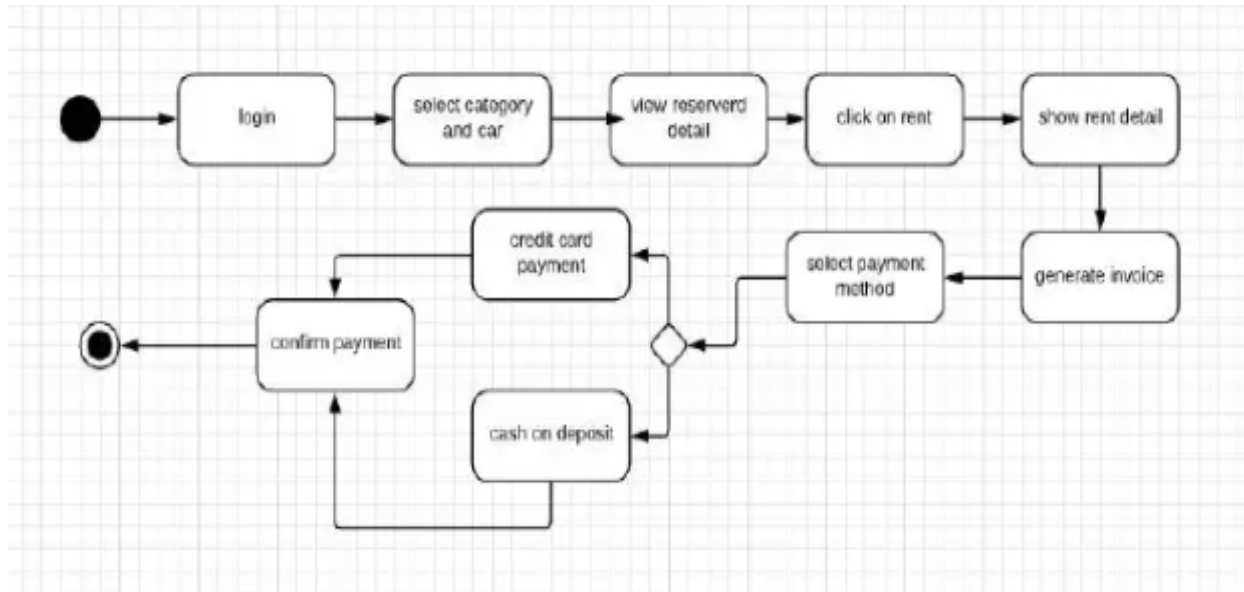 login
select category
and car
view reserverd
detail
click on rent
show rent detail
credit card
payment
select payment
method
generate invoice
confirm payment
cash on deposit